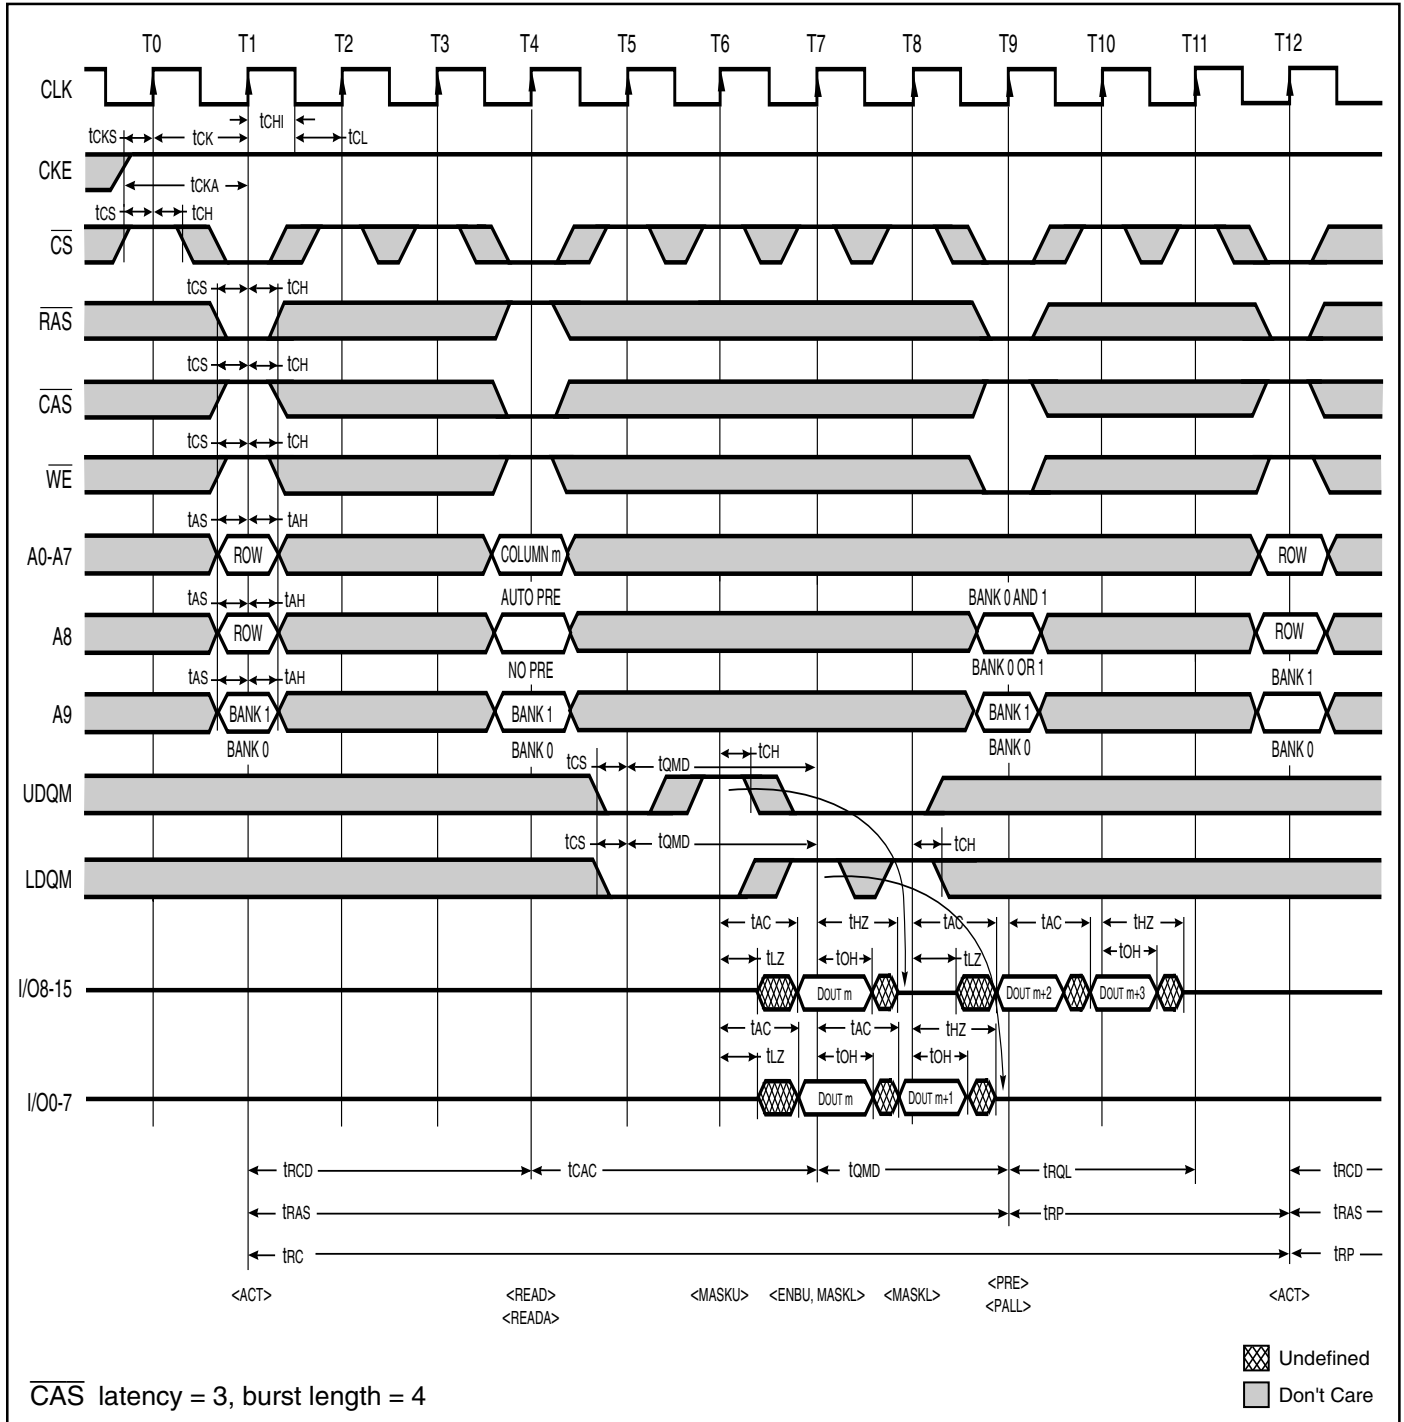 T0 T1 T2 T3 T4 T5 T6 T7 T8 T9 T10 T11 T12
CLK
tCHI
tCKS tCK tCL
CKE
tCKA
tCS tCH
CS
tCS tCH
RAS
tCS tCH
CAS
tCS tCH
WE
tAS tAH
A0-A7 ROW COLUMN m ROW
tAS tAH AUTO PRE BANK 0 AND 1
A8 ROW ROW
NO PRE BANK 0 OR 1
tAS tAH BANK 1
A9 BANK 1 BANK 1 BANK 1
BANK 0 BANK 0 BANK 0 BANK 0
tCS tQMD tCH
UDQM
tCS tQMD tCH
LDQM
tAC tHZ tAC tAC tHZ
tLZ tOH tLZ tOH
I/O8-15 DOUT m DOUT m+2 DOUT m+3
tAC tAC tHZ
tLZ tOH tOH
I/O0-7 DOUT m DOUT m+1
tRCD tCAC tQMD tRQL tRCD
tRAS tRP tRAS
tRC tRP
<ACT> <READ> <MASKU> <ENBU, MASKL> <MASKL> <PRE> <ACT>
<READA> <PALL>
Undefined
Don't Care
CAS latency = 3, burst length = 4